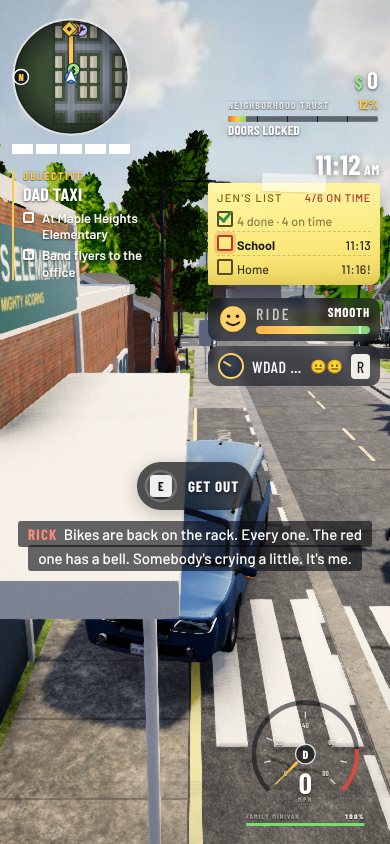 N
$ 0
NEIGHBORHOOD TRUST 12%
DOORS LOCKED
11:12 AM
OBJECTIVE
DAD TAXI
At Maple Heights
Elementary
Band flyers to the
office
JEN'S LIST 4/6 ON TIME
4 done · 4 on time
School 11:13
Home 11:16!
MIGHTY ACORNS
RIDE SMOOTH
WDAD ... R
E GET OUT
RICK Bikes are back on the rack. Every one. The red
one has a bell. Somebody's crying a little. It's me.
40
80
D
0
MPH
FAMILY MINIVAN 100%